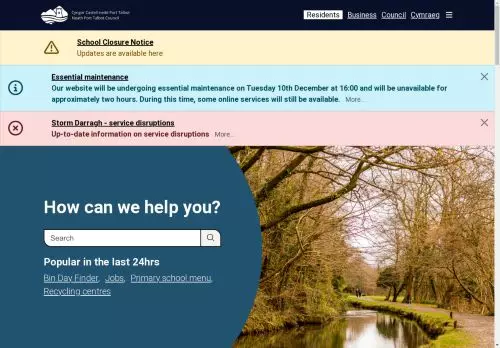 Cyngor Castell-nedd Port Talbot
Neath Port Talbot Council
Residents Business Council Cymraeg
School Closure Notice
Updates are available here
Essential maintenance
Our website will be undergoing essential maintenance on Tuesday 10th December at 16:00 and will be unavailable for
approximately two hours. During this time, some online services will still be available. More...
Storm Darragh - service disruptions
Up-to-date information on service disruptions More...
How can we help you?
Search
Popular in the last 24hrs
Bin Day Finder, Jobs, Primary school menu,
Recycling centres